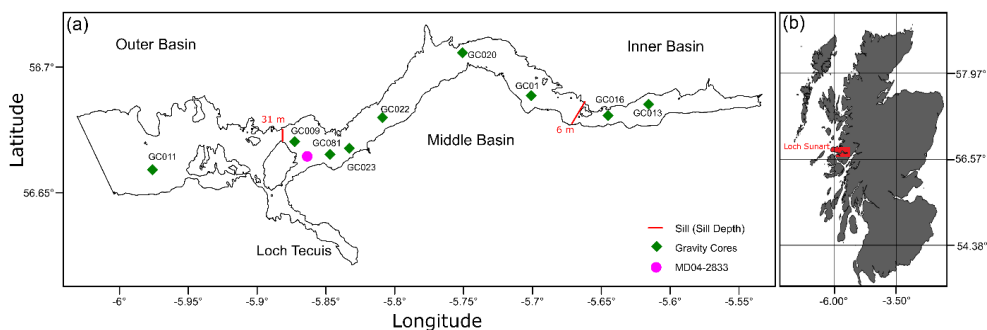 (a)
Outer Basin
Inner Basin
Middle Basin
Loch Tecuis
GC020
GC01
GC016
GC013
GC022
31 m
GC009
GC081
GC023
GC011
6 m
Sill (Sill Depth)
Gravity Cores
MD04-2833
56.7
56.65
Latitude
-6 -5.95 -5.9 -5.85 -5.8 -5.75 -5.7 -5.65 -5.6 -5.55
Longitude
(b)
57.97°
Loch Sunart
56.57°
54.38°
-6.00° -3.50°